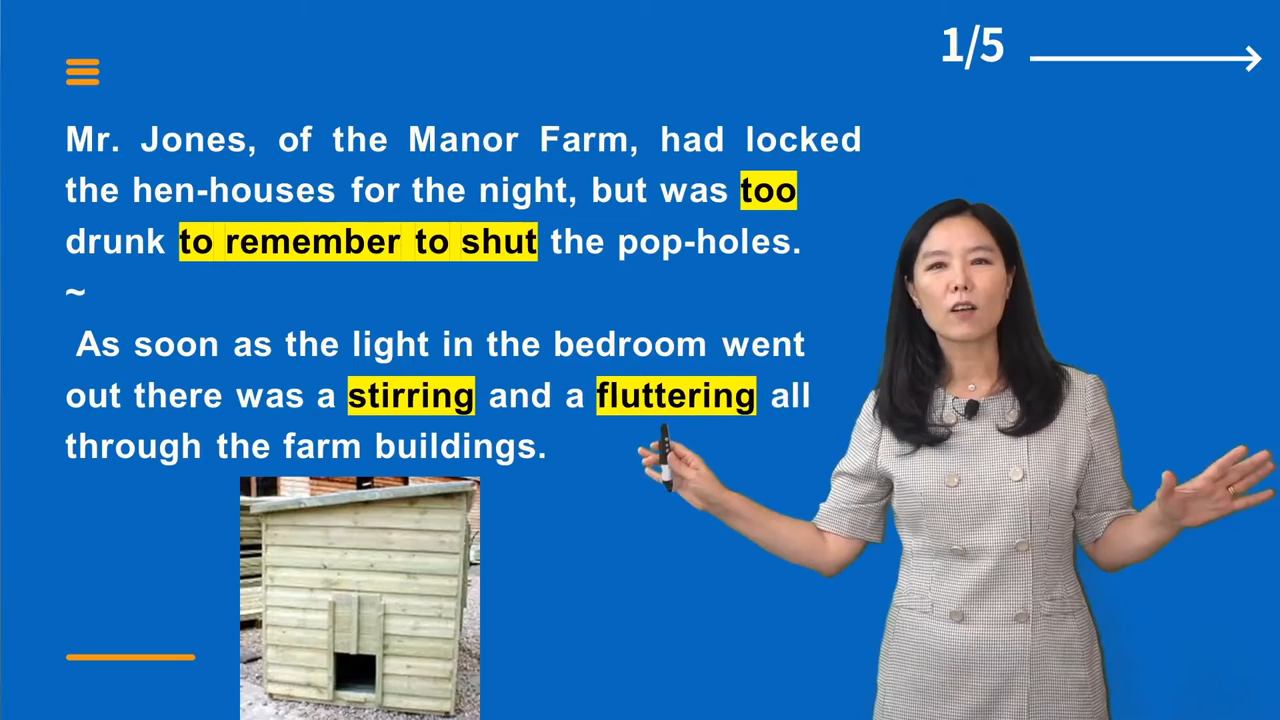 1/5
Mr. Jones, of the Manor Farm, had locked
the hen-houses for the night, but was too
drunk to remember to shut the pop-holes.
~
As soon as the light in the bedroom went
out there was a stirring and a fluttering all
through the farm buildings.